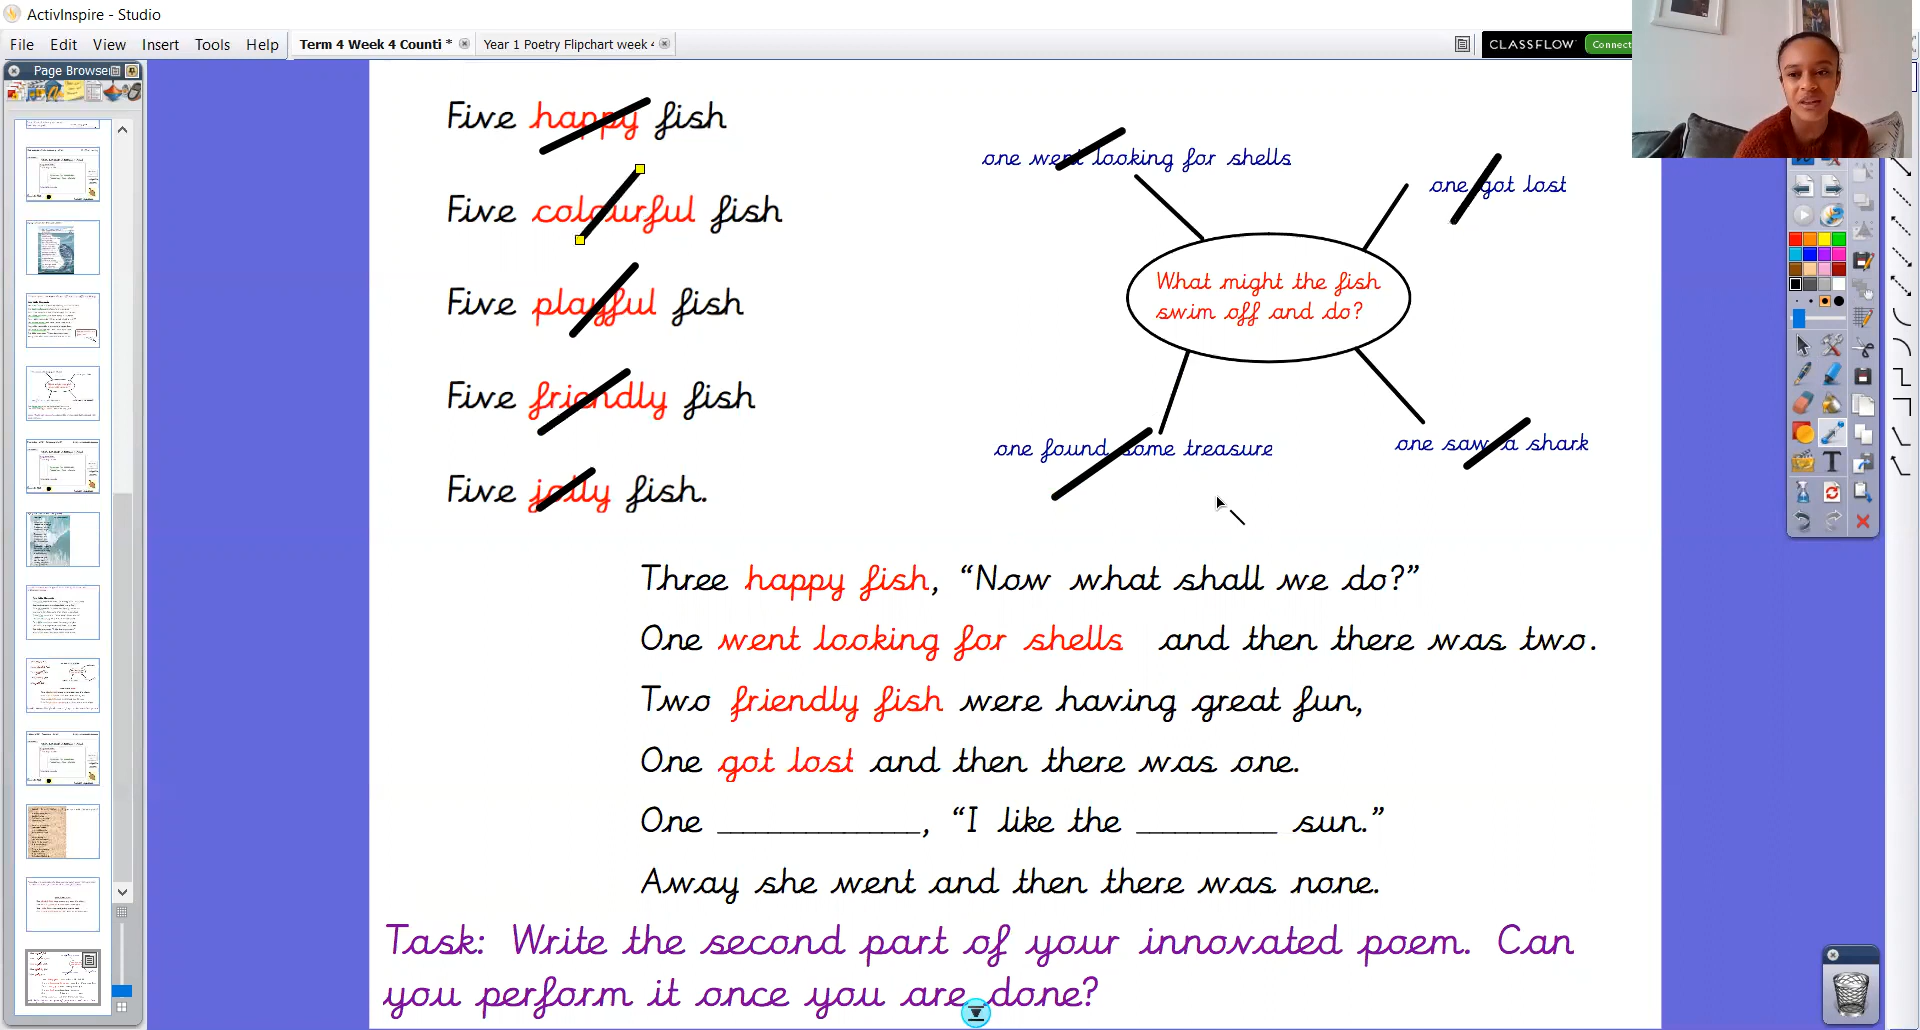 ActivInspire - Studio
File Edit View Insert Tools Help
Term 4 Week 4 Counti *
Year 1 Poetry Flipchart week 4
CLASSFLOW Connect
Page Browser
Five happy fish
Five colourful fish
Five playful fish
Five friendly fish
Five jolly fish.
one went looking for shells
one got lost
What might the fish
swim off and do?
one found some treasure
one saw a shark
Three happy fish, “Now what shall we do?”
One went looking for shells and then there was two.
Two friendly fish were having great fun,
One got lost and then there was one.
One ______________, “I like the __________ sun.”
Away she went and then there was none.
Task: Write the second part of your innovated poem. Can
you perform it once you are done?